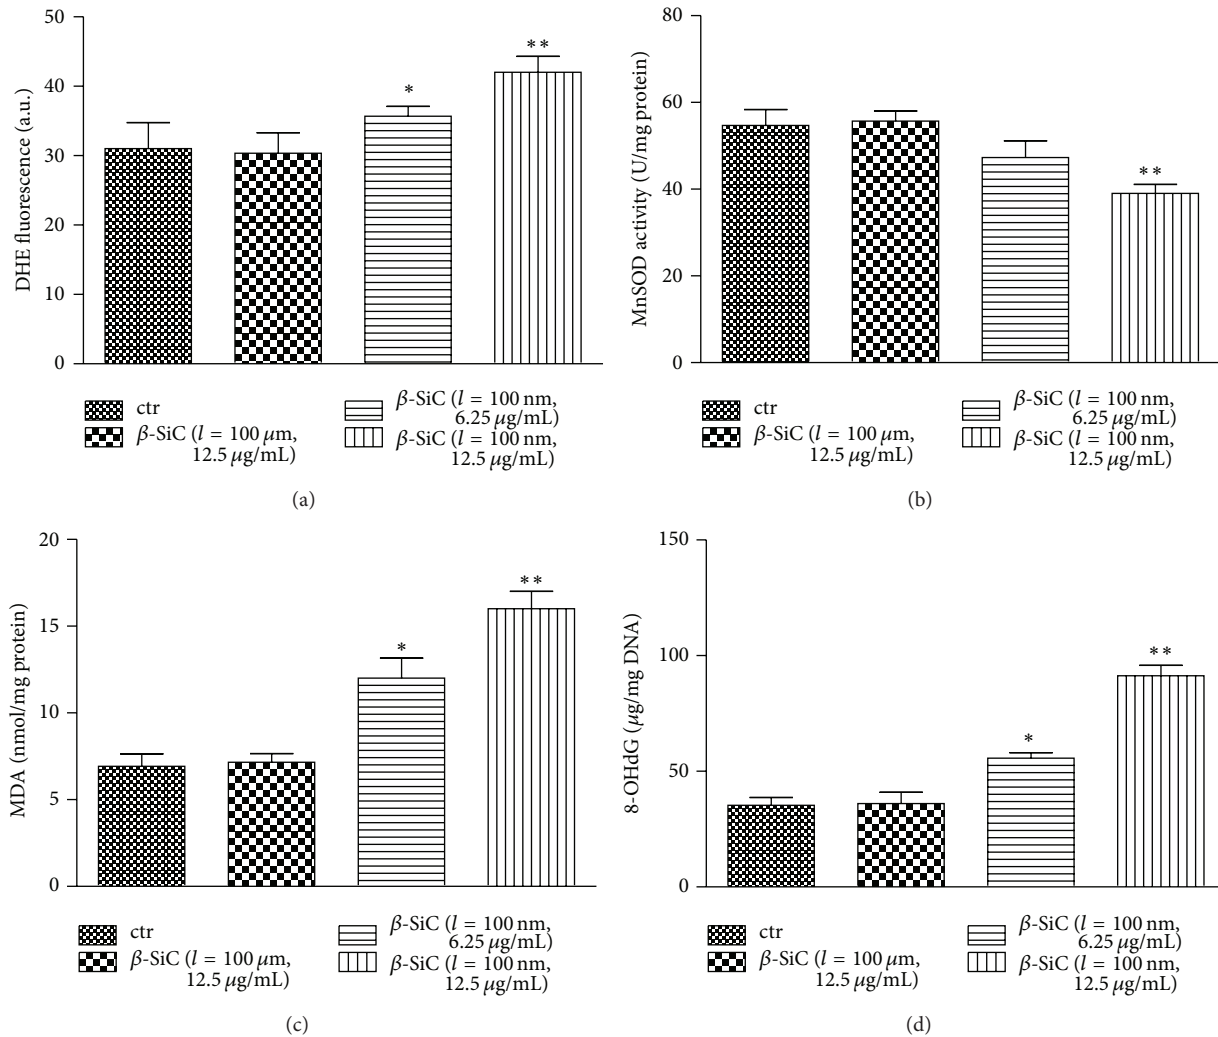 50
40
30
20
10
0
DHE fluorescence (a.u.)
*
**
ctr
β-SiC (l = 100 μm,
12.5 μg/mL)
β-SiC (l = 100 nm,
6.25 μg/mL)
β-SiC (l = 100 nm,
12.5 μg/mL)
(a)
80
60
40
20
0
MnSOD activity (U/mg protein)
**
ctr
β-SiC (l = 100 μm,
12.5 μg/mL)
β-SiC (l = 100 nm,
6.25 μg/mL)
β-SiC (l = 100 nm,
12.5 μg/mL)
(b)
20
15
10
5
0
MDA (nmol/mg protein)
*
**
ctr
β-SiC (l = 100 μm,
12.5 μg/mL)
β-SiC (l = 100 nm,
6.25 μg/mL)
β-SiC (l = 100 nm,
12.5 μg/mL)
(c)
150
100
50
0
8-OHdG (μg/mg DNA)
*
**
ctr
β-SiC (l = 100 μm,
12.5 μg/mL)
β-SiC (l = 100 nm,
6.25 μg/mL)
β-SiC (l = 100 nm,
12.5 μg/mL)
(d)